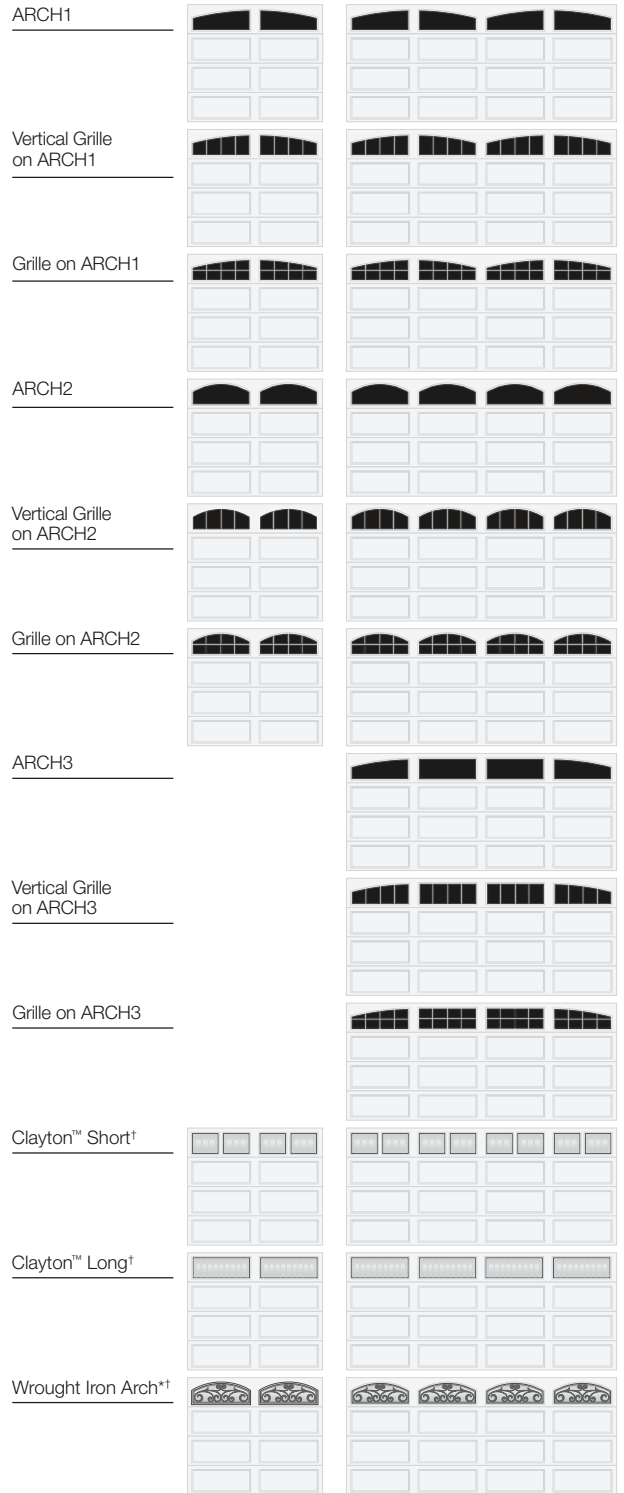 ARCH1
Vertical Grille
on ARCH1
Grille on ARCH1
ARCH2
Vertical Grille
on ARCH2
Grille on ARCH2
ARCH3
Vertical Grille
on ARCH3
Grille on ARCH3
Clayton™ Short†
Clayton™ Long†
Wrought Iron Arch*†